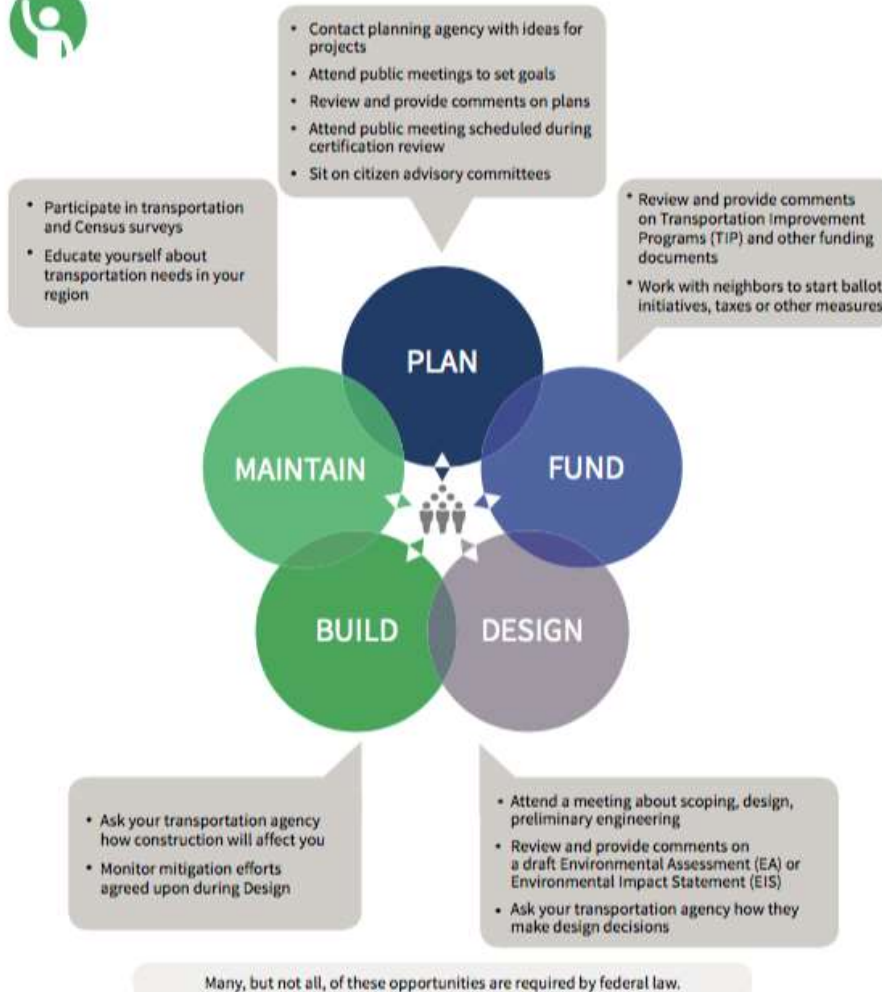 • Contact planning agency with ideas for
projects
• Attend public meetings to set goals
• Review and provide comments on plans
• Attend public meeting scheduled during
certification review
• Sit on citizen advisory committees
• Participate in transportation
and Census surveys
• Educate yourself about
transportation needs in your
region
• Review and provide comments
on Transportation Improvement
Programs (TIP) and other funding
documents
• Work with neighbors to start ballot
initiatives, taxes or other measures
PLAN
MAINTAIN
FUND
BUILD
DESIGN
• Ask your transportation agency
how construction will affect you
• Monitor mitigation efforts
agreed upon during Design
• Attend a meeting about scoping, design,
preliminary engineering
• Review and provide comments on
a draft Environmental Assessment (EA) or
Environmental Impact Statement (EIS)
• Ask your transportation agency how they
make design decisions
Many, but not all, of these opportunities are required by federal law.